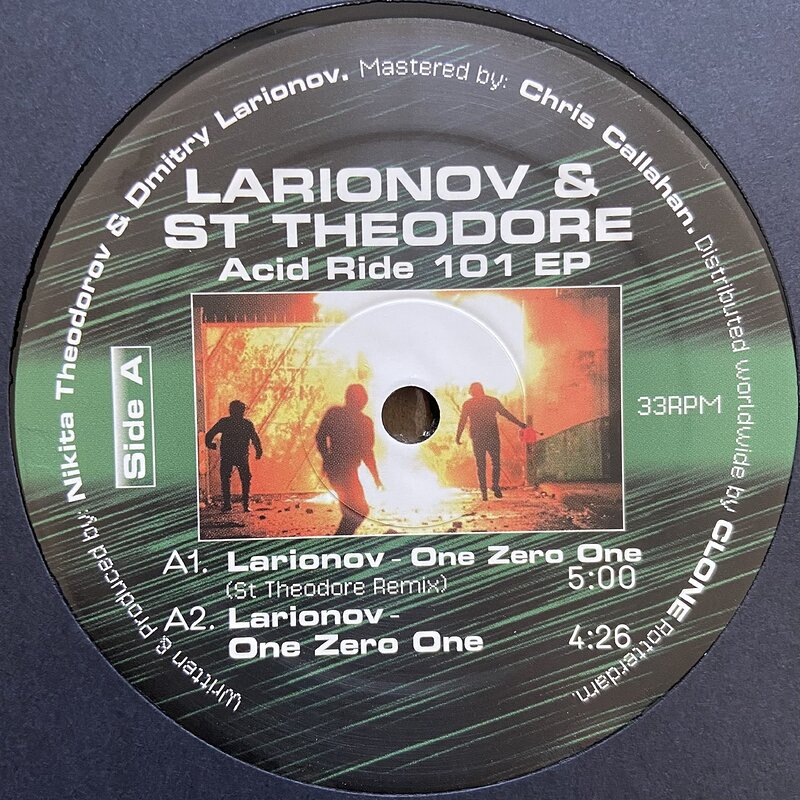 Written & Produced by: Nikita Theodorov & Dmitry Larionov. Mastered by: Chris Callahan. Distributed worldwide by CLONE Rotterdam.
LARIONOV &
ST THEODORE
Acid Ride 101 EP
Side A
33RPM
A1. Larionov - One Zero One
(St Theodore Remix) 5:00
A2. Larionov -
One Zero One 4:26